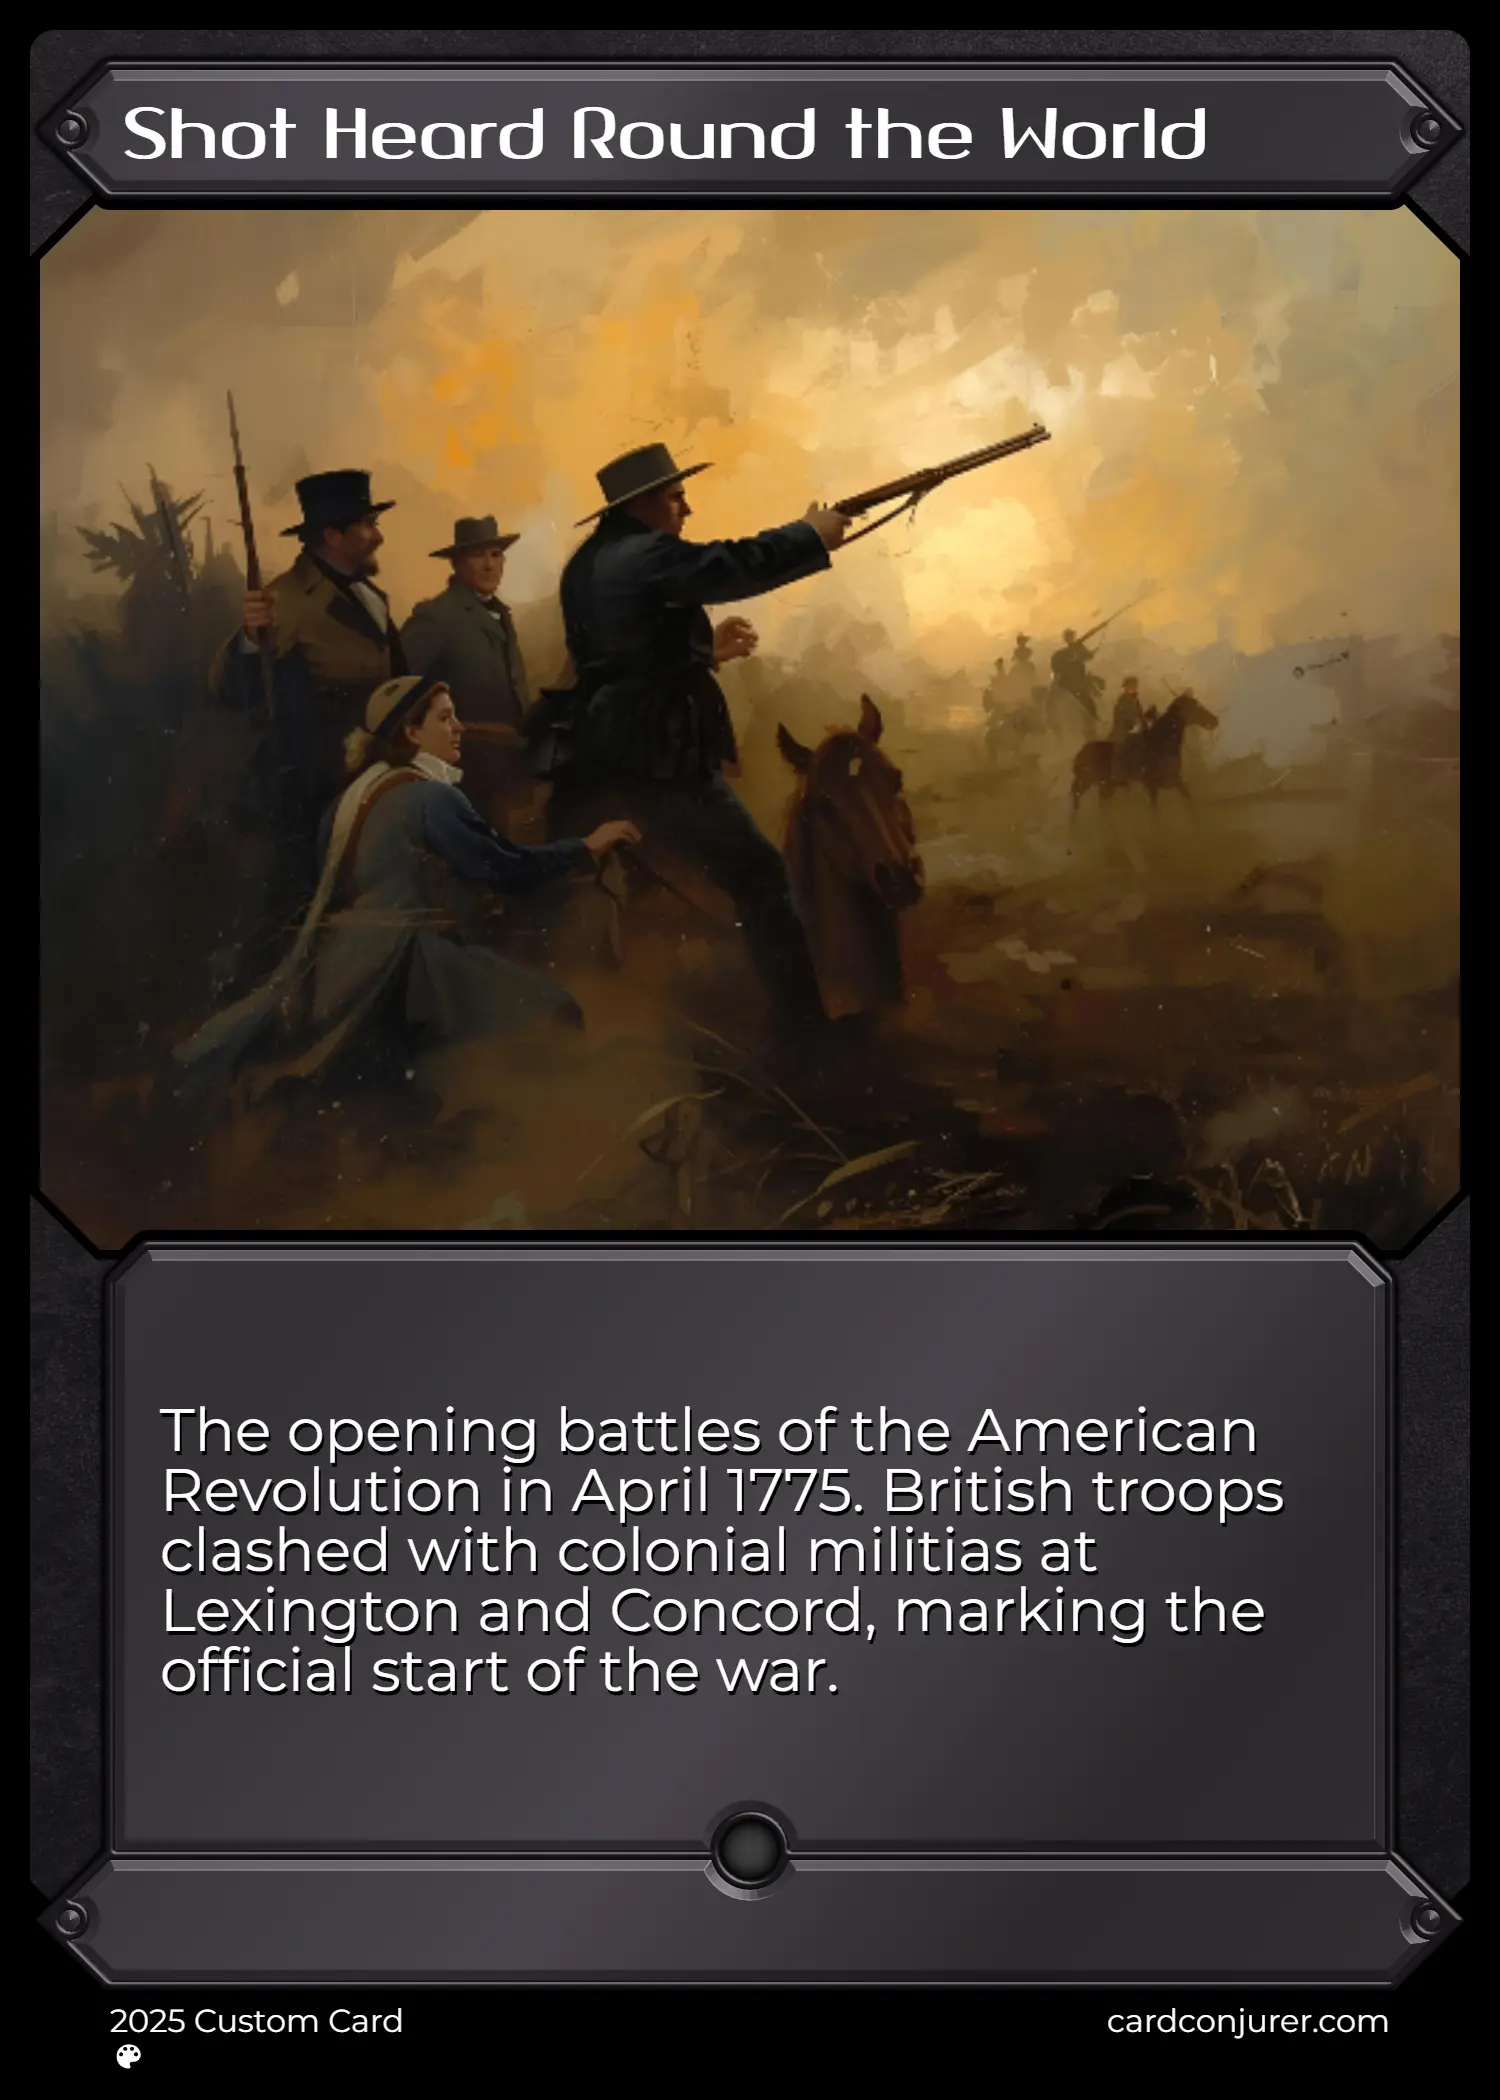 Shot Heard Round the World
The opening battles of the American
Revolution in April 1775. British troops
clashed with colonial militias at
Lexington and Concord, marking the
official start of the war.
2025 Custom Card
cardconjurer.com